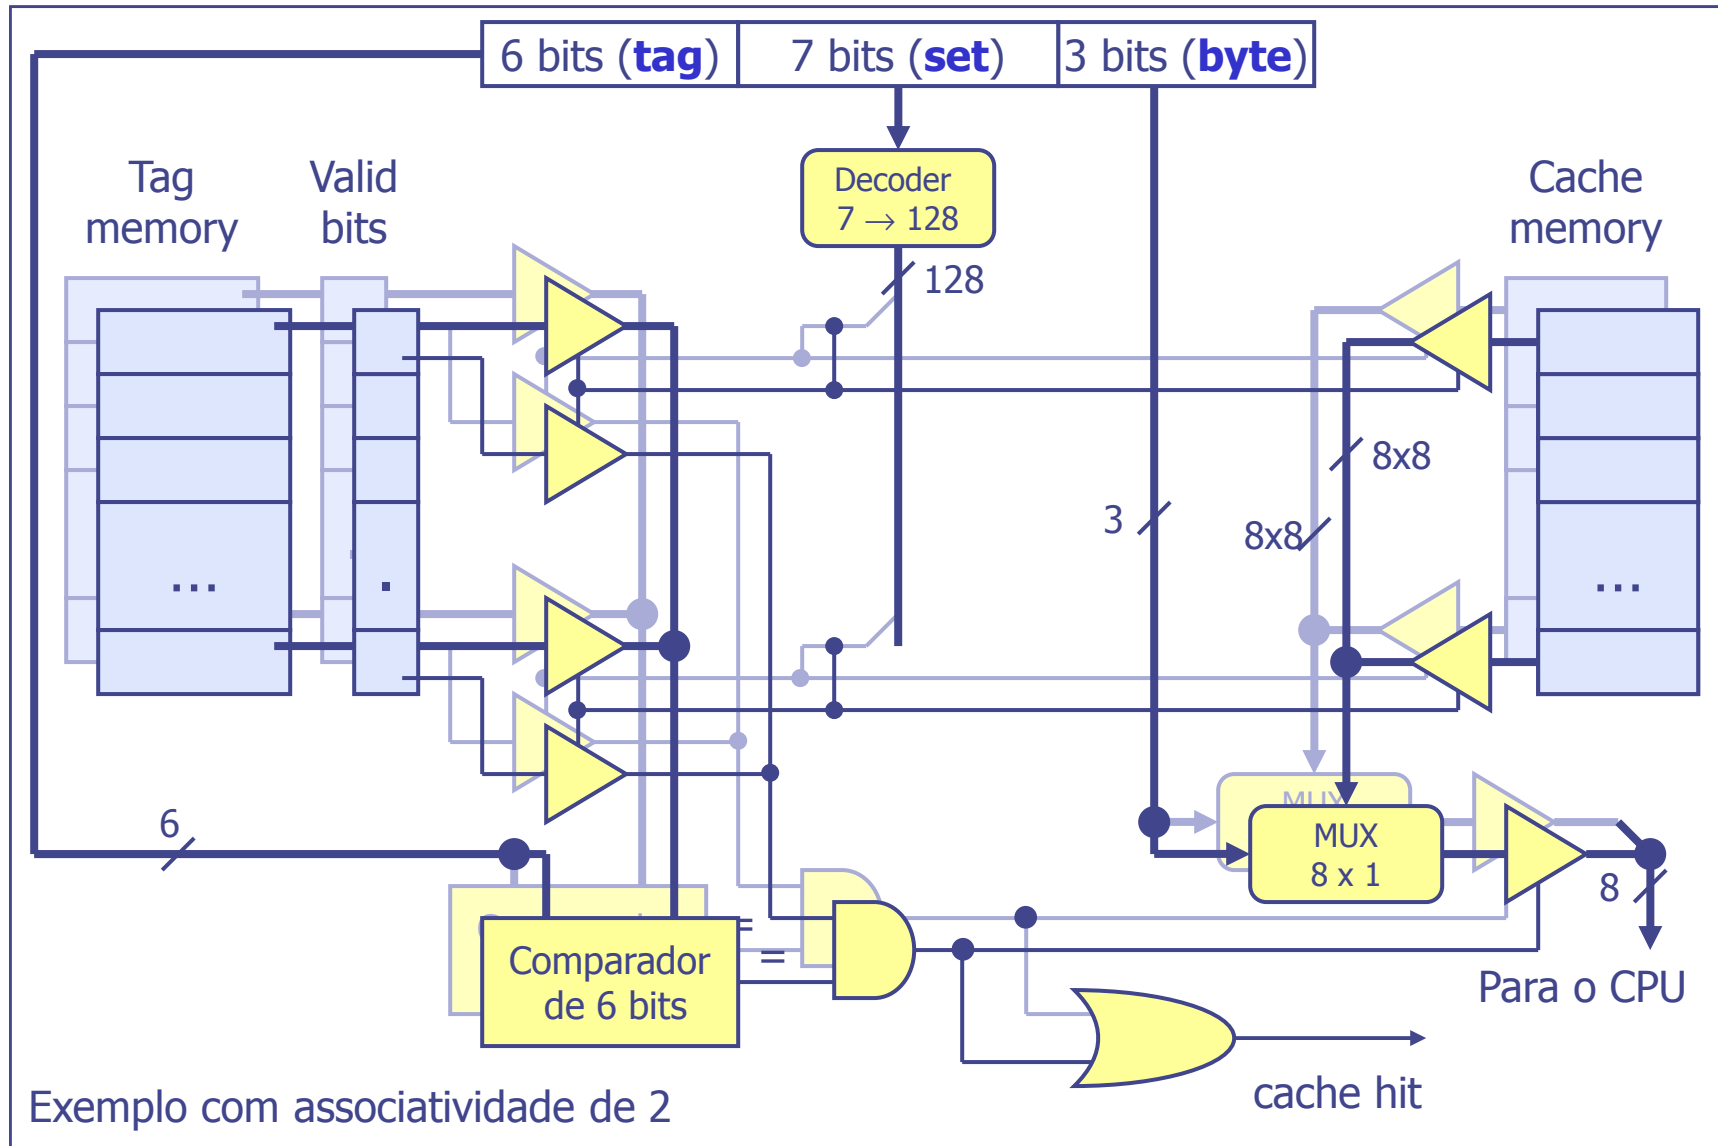 6 bits (tag) 7 bits (set) 3 bits (byte)
Tag
memory
Valid
bits
Decoder
7 → 128
Cache
memory
128
8x8
3
8x8
...
.
...
6
MUX
MUX
8 x 1
8
=
=
Comparador
de 6 bits
Para o CPU
cache hit
Exemplo com associatividade de 2